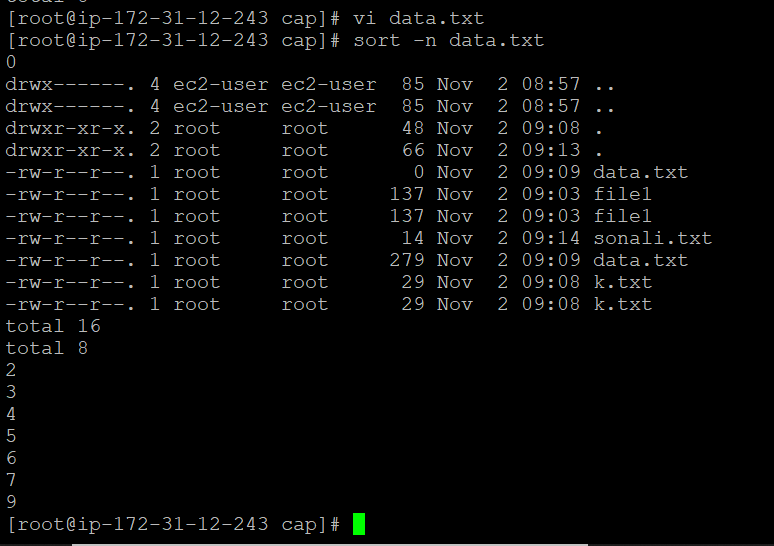 [root@ip-172-31-12-243 cap]# vi data.txt
[root@ip-172-31-12-243 cap]# sort -n data.txt
0
drwx------. 4 ec2-user ec2-user  85 Nov  2 08:57 ..
drwx------. 4 ec2-user ec2-user  85 Nov  2 08:57 ..
drwxr-xr-x. 2 root     root      48 Nov  2 09:08 .
drwxr-xr-x. 2 root     root      66 Nov  2 09:13 .
-rw-r--r--. 1 root     root       0 Nov  2 09:09 data.txt
-rw-r--r--. 1 root     root     137 Nov  2 09:03 file1
-rw-r--r--. 1 root     root     137 Nov  2 09:03 file1
-rw-r--r--. 1 root     root      14 Nov  2 09:14 sonali.txt
-rw-r--r--. 1 root     root     279 Nov  2 09:09 data.txt
-rw-r--r--. 1 root     root      29 Nov  2 09:08 k.txt
-rw-r--r--. 1 root     root      29 Nov  2 09:08 k.txt
total 16
total 8
2
3
4
5
6
7
9
[root@ip-172-31-12-243 cap]#